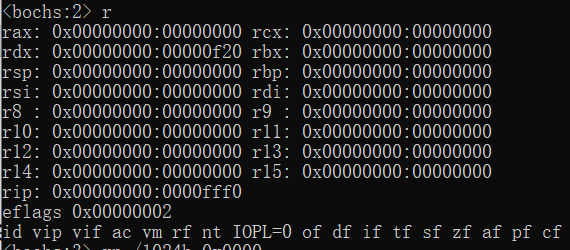 <bochs:2> r
rax: 0x00000000:00000000 rcx: 0x00000000:00000000
rdx: 0x00000000:00000f20 rbx: 0x00000000:00000000
rsp: 0x00000000:00000000 rbp: 0x00000000:00000000
rsi: 0x00000000:00000000 rdi: 0x00000000:00000000
r8 : 0x00000000:00000000 r9 : 0x00000000:00000000
r10: 0x00000000:00000000 r11: 0x00000000:00000000
r12: 0x00000000:00000000 r13: 0x00000000:00000000
r14: 0x00000000:00000000 r15: 0x00000000:00000000
rip: 0x00000000:0000fff0
eflags 0x00000002
id vip vif ac vm rf nt IOPL=0 of df if tf sf zf af pf cf
<bochs:3> xp /1024b 0x0000